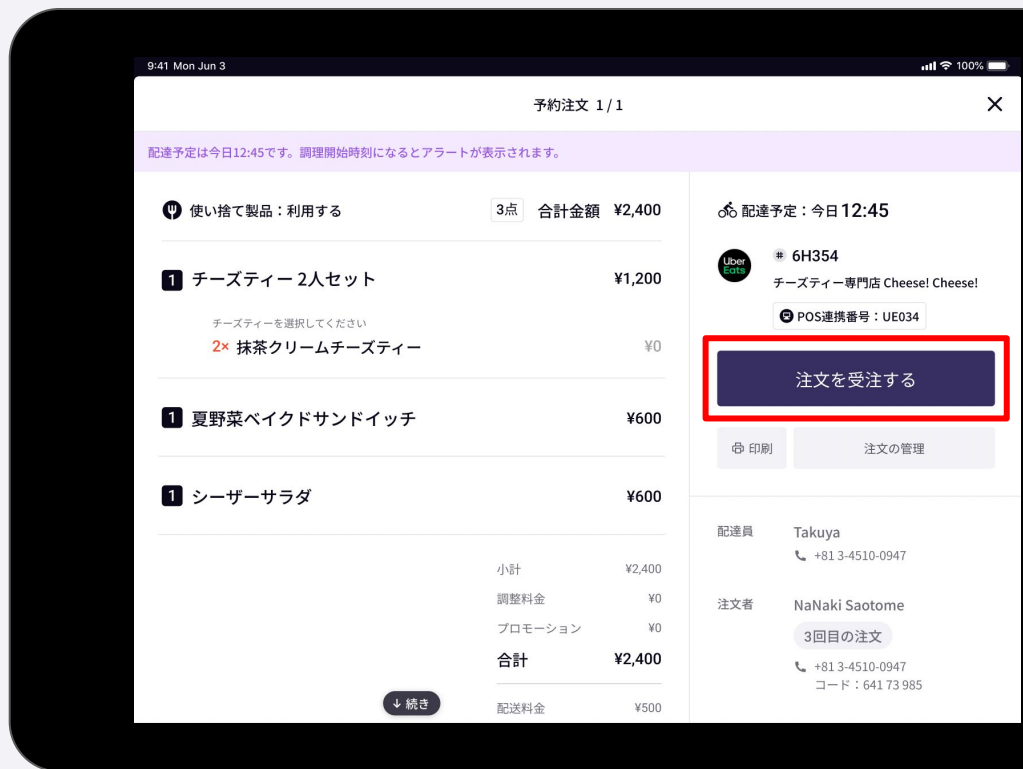 9:41 Mon Jun 3
100%
予約注文 1 / 1
配達予定は今日12:45です。調理開始時刻になるとアラートが表示されます。
使い捨て製品：利用する
3点 合計金額 ¥2,400
1 チーズティー 2人セット ¥1,200
チーズティーを選択してください
2× 抹茶クリームチーズティー ¥0
1 夏野菜ベイクドサンドイッチ ¥600
1 シーザーサラダ ¥600
小計 ¥2,400
調整料金 ¥0
プロモーション ¥0
合計 ¥2,400
↓ 続き
配送料金 ¥500
配達予定：今日 12:45
Uber Eats
# 6H354
チーズティー専門店 Cheese! Cheese!
POS連携番号：UE034
注文を受注する
印刷
注文の管理
配達員 Takuya
+81 3-4510-0947
注文者 NaNaki Saotome
3回目の注文
+81 3-4510-0947
コード：641 73 985